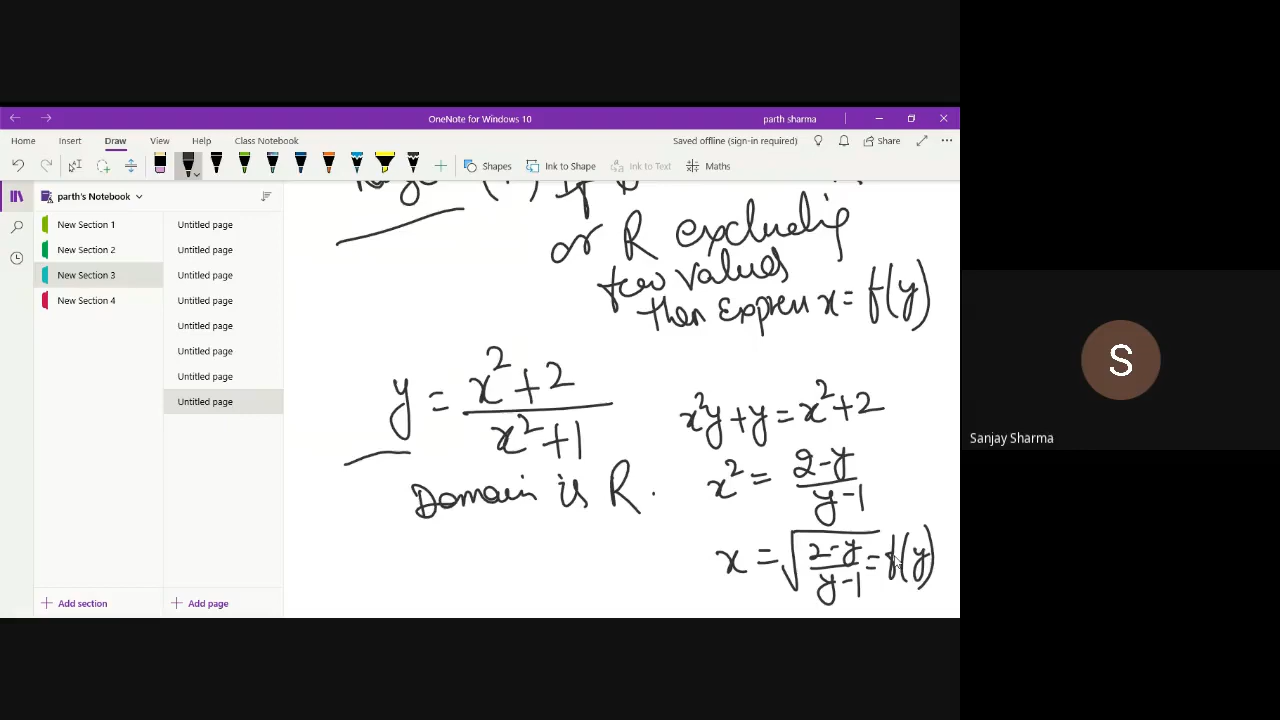 OneNote for Windows 10
parth sharma
Home Insert Draw View Help Class Notebook
Saved offline (sign-in required) Share
Shapes Ink to Shape Ink to Text Maths
parth's Notebook
New Section 1
New Section 2
New Section 3
New Section 4
Untitled page
Untitled page
Untitled page
Untitled page
Untitled page
Untitled page
Untitled page
Untitled page
Add section
Add page
If
or R excluding
few values
then express x = f(y)
y = x²+2 / x²+1
Domain is R.
x²y+y = x²+2
x² = 2-y / y-1
x = √(2-y / y-1) = f(y)
S
Sanjay Sharma